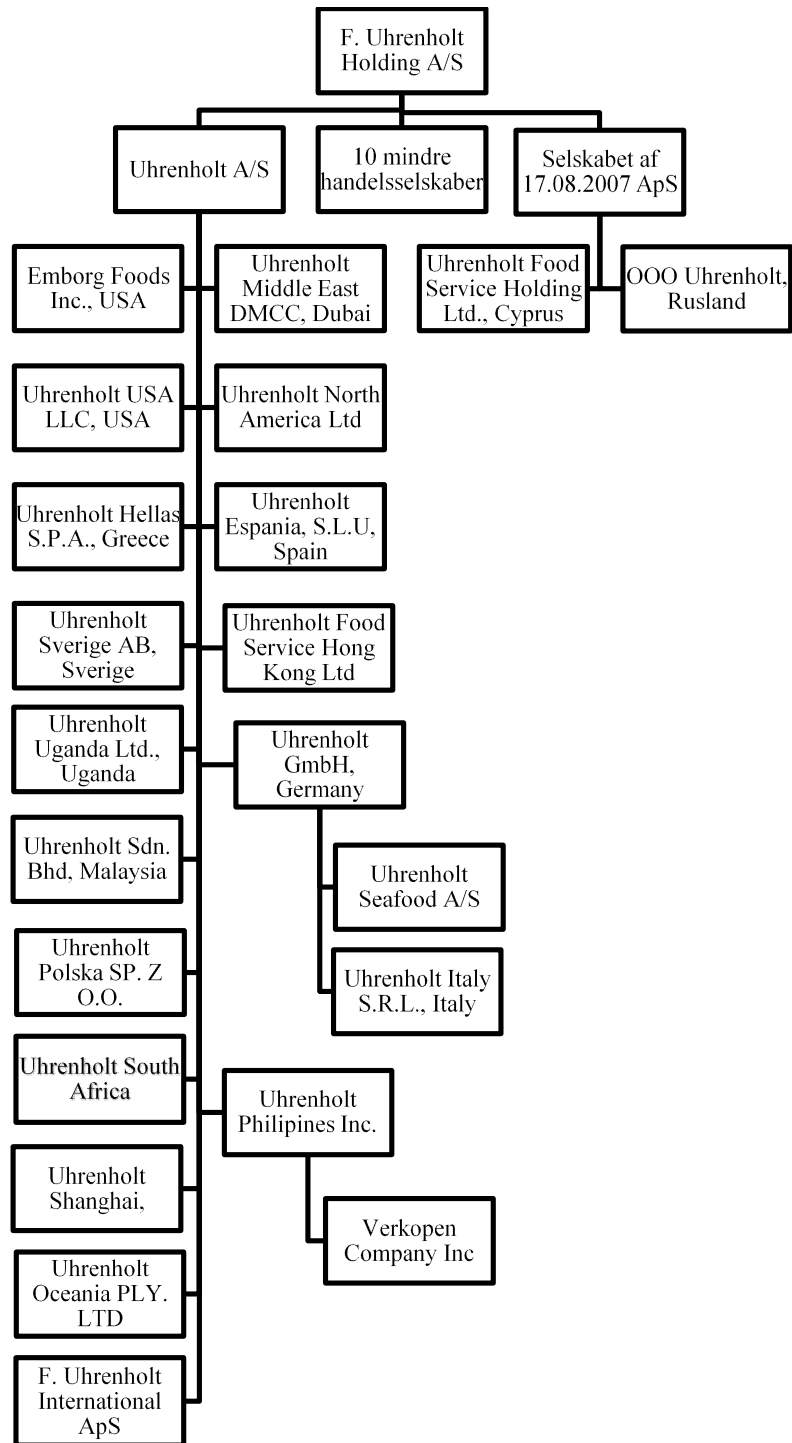 F. Uhrenholt
Holding A/S
Uhrenholt A/S
10 mindre
handelsselskaber
Selskabet af
17.08.2007 ApS
Emborg Foods
Inc., USA
Uhrenholt
Middle East
DMCC, Dubai
Uhrenholt Food
Service Holding
Ltd., Cyprus
OOO Uhrenholt,
Rusland
Uhrenholt USA
LLC, USA
Uhrenholt North
America Ltd
Uhrenholt Hellas
S.P.A., Greece
Uhrenholt
Espania, S.L.U,
Spain
Uhrenholt
Sverige AB,
Sverige
Uhrenholt Food
Service Hong
Kong Ltd
Uhrenholt
Uganda Ltd.,
Uganda
Uhrenholt
GmbH,
Germany
Uhrenholt Sdn.
Bhd, Malaysia
Uhrenholt
Seafood A/S
Uhrenholt
Polska SP. Z
O.O.
Uhrenholt Italy
S.R.L., Italy
Uhrenholt South
Africa
Uhrenholt
Philipines Inc.
Uhrenholt
Shanghai,
Verkopen
Company Inc
Uhrenholt
Oceania PLY.
LTD
F. Uhrenholt
International
ApS